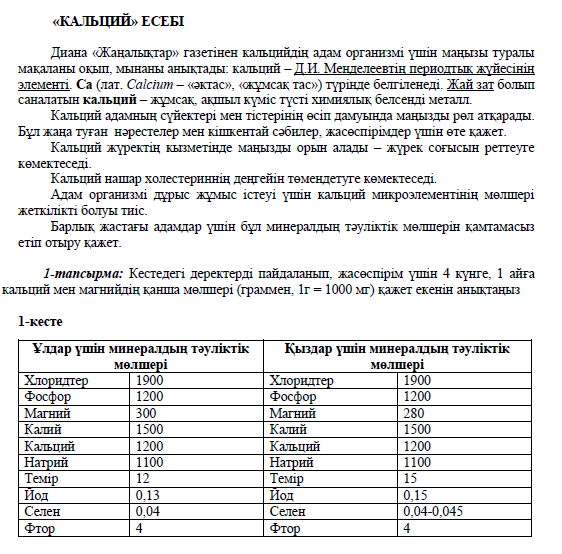 «КАЛЬЦИЙ» ЕСЕБІ
Диана «Жаңалықтар» газетінен кальцийдің адам организмі үшін маңызы туралы
мақаланы оқып, мынаны анықтады: кальций – Д.И. Менделеевтің периодтық жүйесінің
элементі. Са (лат. Calcium – «әктас», «жұмсақ тас») түрінде белгіленеді. Жай зат болып
саналатын кальций – жұмсақ, ақшыл күміс түсті химиялық белсенді металл.
Кальций адамның сүйектері мен тістерінің өсіп дамуында маңызды рөл атқарады.
Бұл жаңа туған нәрестелер мен кішкентай сәбилер, жасөспірімдер үшін өте қажет.
Кальций жүректің қызметінде маңызды орын алады – жүрек соғысын реттеуге
көмектеседі.
Кальций нашар холестериннің деңгейін төмендетуге көмектеседі.
Адам организмі дұрыс жұмыс істеуі үшін кальций микроэлементінің мөлшері
жеткілікті болуы тиіс.
Барлық жастағы адамдар үшін бұл минералдың тәуліктік мөлшерін қамтамасыз
етіп отыру қажет.
1-тапсырма: Кестедегі деректерді пайдаланып, жасөспірім үшін 4 күнге, 1 айға
кальций мен магнийдің қанша мөлшері (граммен, 1г = 1000 мг) қажет екенін анықтаңыз
1-кесте
Ұлдар үшін минералдың тәуліктік мөлшері Қыздар үшін минералдың тәуліктік мөлшері
Хлоридтер 1900 Хлоридтер 1900
Фосфор 1200 Фосфор 1200
Магний 300 Магний 280
Калий 1500 Калий 1500
Кальций 1200 Кальций 1200
Натрий 1100 Натрий 1100
Темір 12 Темір 15
Йод 0,13 Йод 0,15
Селен 0,04 Селен 0,04-0,045
Фтор 4 Фтор 4